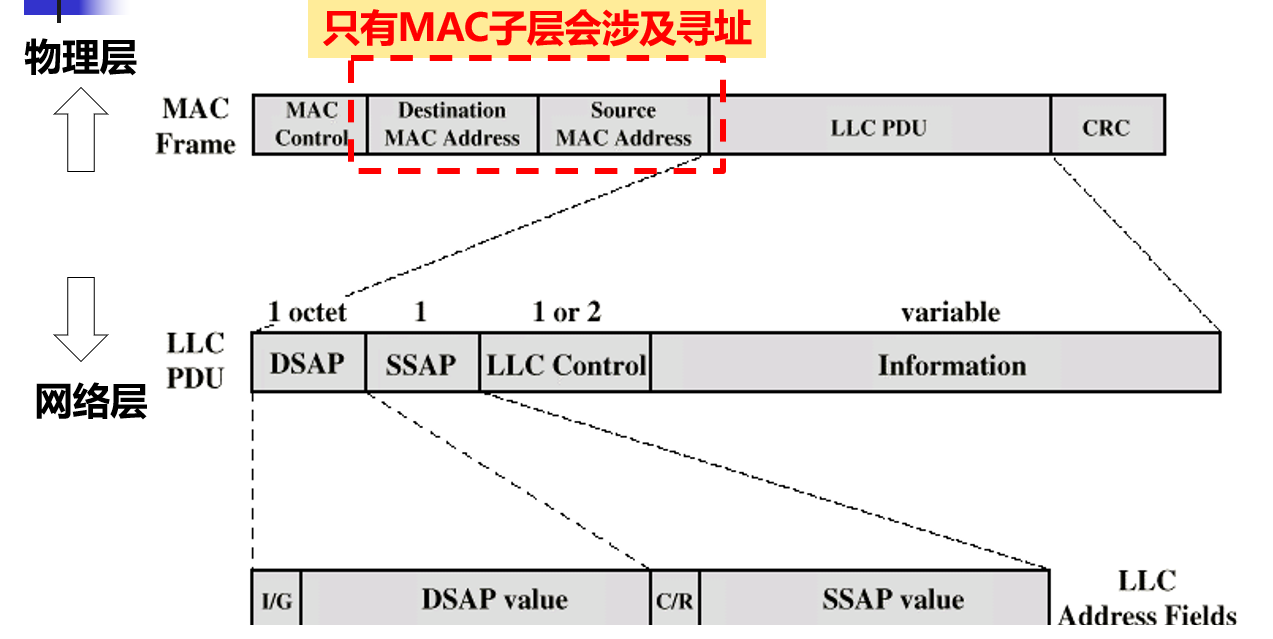 只有MAC子层会涉及寻址
物理层
MAC
Frame
MAC
Control
Destination
MAC Address
Source
MAC Address
LLC PDU
CRC
1 octet
1
1 or 2
variable
LLC
PDU
DSAP
SSAP
LLC Control
Information
网络层
I/G
DSAP value
C/R
SSAP value
LLC
Address Fields